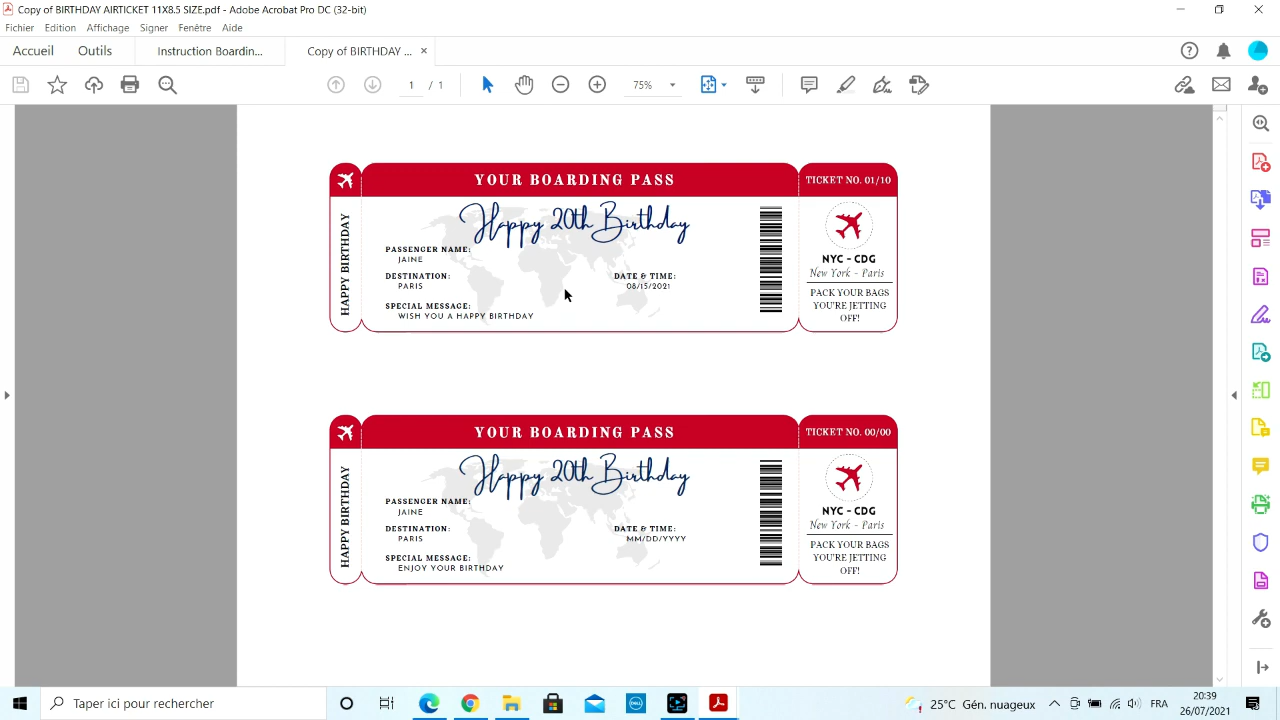 Copy of BIRTHDAY AIRTICKET 11X8.5 SIZE.pdf - Adobe Acrobat Pro DC (32-bit)
Fichier Edition Affichage Signer Fenêtre Aide
Accueil Outils Instruction Boardin... Copy of BIRTHDAY ... ×
1 / 1 75%
YOUR BOARDING PASS TICKET NO. 01/10
HAPPY BIRTHDAY
Happy 20th Birthday
PASSENGER NAME:
JAINE
DESTINATION: DATE & TIME:
PARIS 08/15/2021
SPECIAL MESSAGE:
WISH YOU A HAPPY BIRTHDAY
NYC - CDG
New York - Paris
PACK YOUR BAGS
YOU'RE JETTING
OFF!
YOUR BOARDING PASS TICKET NO. 00/00
HAPPY BIRTHDAY
Happy 20th Birthday
PASSENGER NAME:
JAINE
DESTINATION: DATE & TIME:
PARIS MM/DD/YYYY
SPECIAL MESSAGE:
ENJOY YOUR BIRTHDAY
NYC - CDG
New York - Paris
PACK YOUR BAGS
YOU'RE JETTING
OFF!
Taper ici pour rechercher
DELL
25°C Gén. nuageux FRA 20:39
26/07/2021